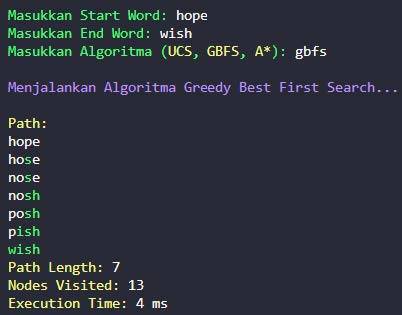 Masukkan Start Word: hope
Masukkan End Word: wish
Masukkan Algoritma (UCS, GBFS, A*): gbfs
Menjalankan Algoritma Greedy Best First Search...
Path:
hope
hose
nose
nosh
posh
pish
wish
Path Length: 7
Nodes Visited: 13
Execution Time: 4 ms